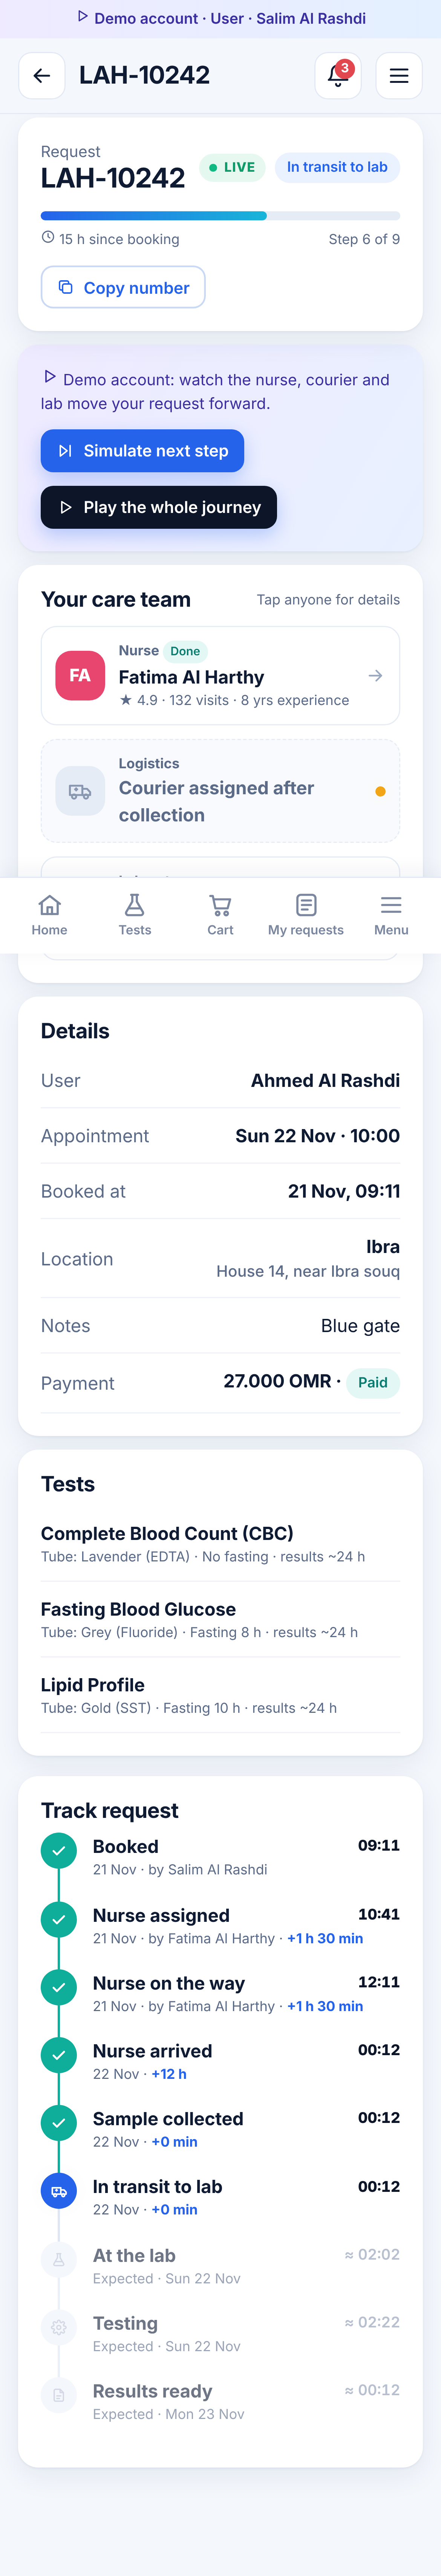 Demo account · User · Salim Al Rashdi
LAH-10242
3
Request
LAH-10242
LIVE
In transit to lab
15 h since booking
Step 6 of 9
Copy number
Demo account: watch the nurse, courier and
lab move your request forward.
Simulate next step
Play the whole journey
Your care team
Tap anyone for details
FA
Nurse Done
Fatima Al Harthy
★ 4.9 · 132 visits · 8 yrs experience
Logistics
Courier assigned after
collection
Home
Tests
Cart
My requests
Menu
Details
User
Ahmed Al Rashdi
Appointment
Sun 22 Nov · 10:00
Booked at
21 Nov, 09:11
Location
Ibra
House 14, near Ibra souq
Notes
Blue gate
Payment
27.000 OMR · Paid
Tests
Complete Blood Count (CBC)
Tube: Lavender (EDTA) · No fasting · results ~24 h
Fasting Blood Glucose
Tube: Grey (Fluoride) · Fasting 8 h · results ~24 h
Lipid Profile
Tube: Gold (SST) · Fasting 10 h · results ~24 h
Track request
Booked
09:11
21 Nov · by Salim Al Rashdi
Nurse assigned
10:41
21 Nov · by Fatima Al Harthy · +1 h 30 min
Nurse on the way
12:11
21 Nov · by Fatima Al Harthy · +1 h 30 min
Nurse arrived
00:12
22 Nov · +12 h
Sample collected
00:12
22 Nov · +0 min
In transit to lab
00:12
22 Nov · +0 min
At the lab
≈ 02:02
Expected · Sun 22 Nov
Testing
≈ 02:22
Expected · Sun 22 Nov
Results ready
≈ 00:12
Expected · Mon 23 Nov